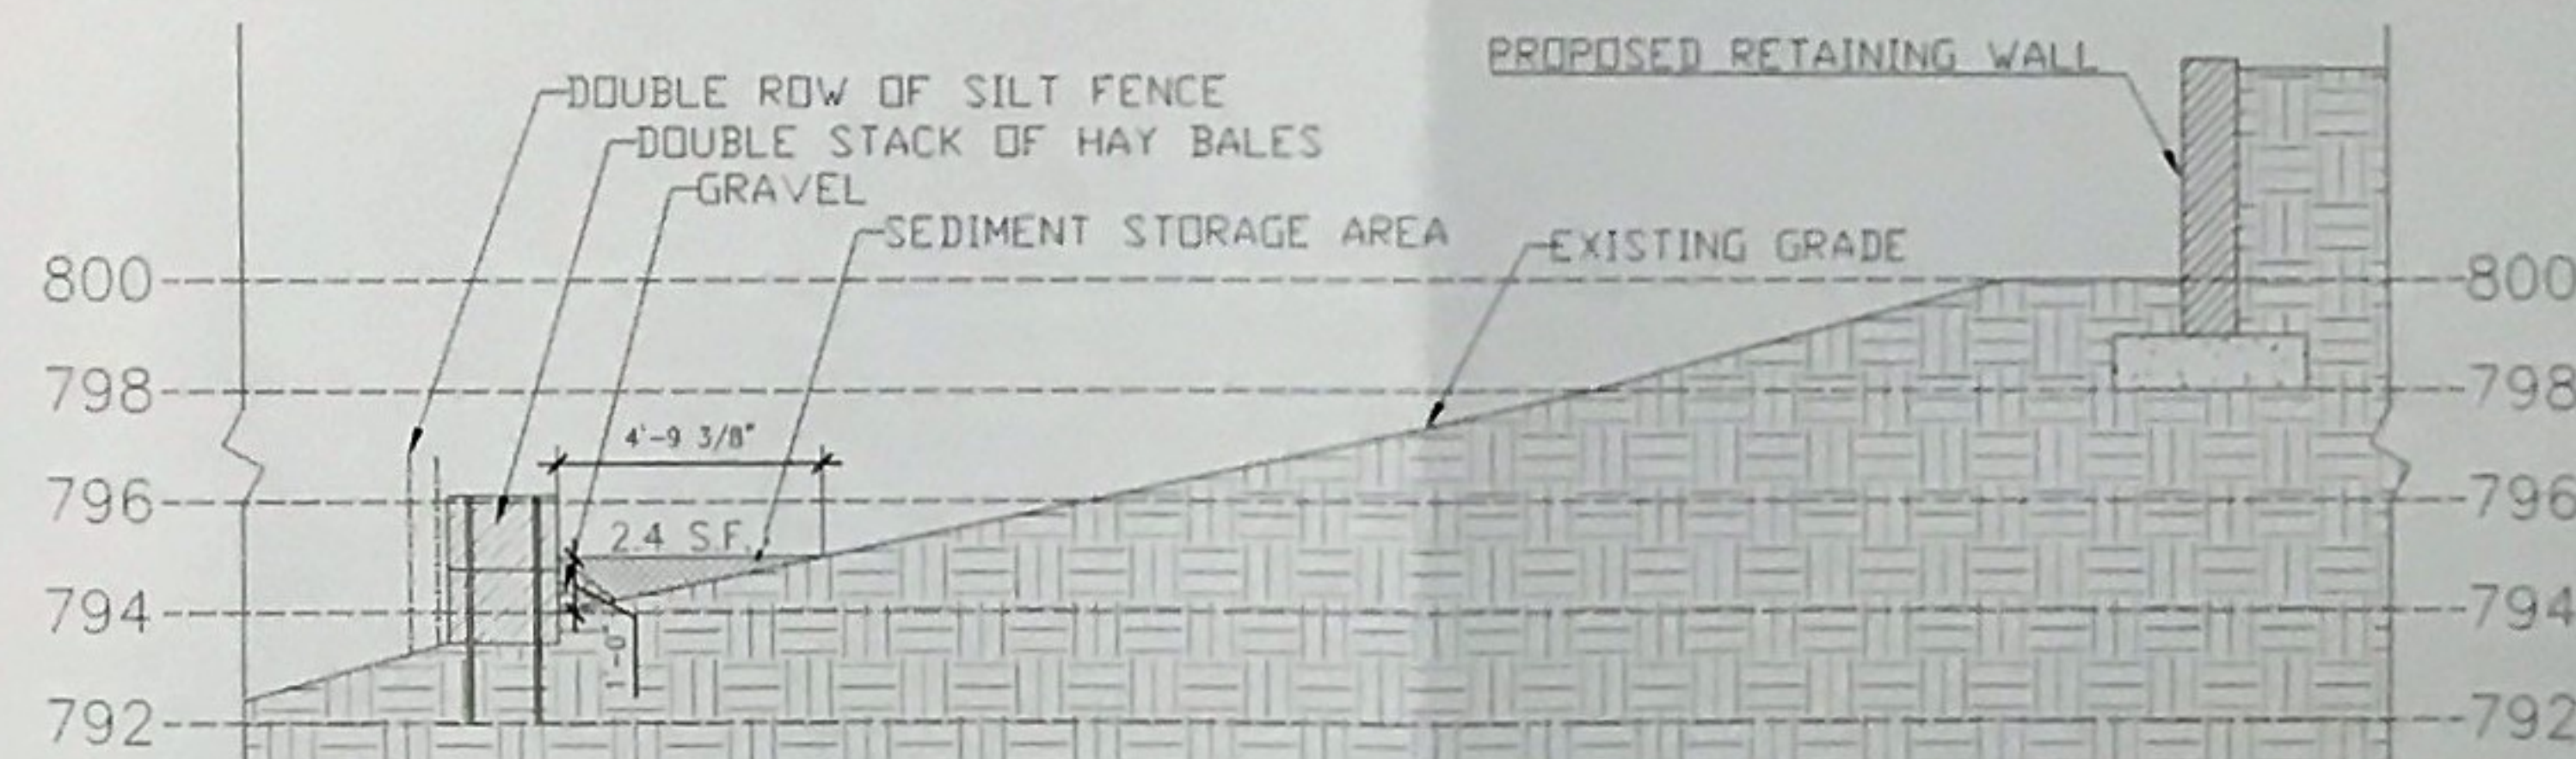 PROPOSED RETAINING WALL
DOUBLE ROW OF SILT FENCE
DOUBLE STACK OF HAY BALES
GRAVEL
SEDIMENT STORAGE AREA
EXISTING GRADE
800 800
798 798
4'-9 3/8"
796 796
2.4 S.F.
794 794
1'-0"
792 792